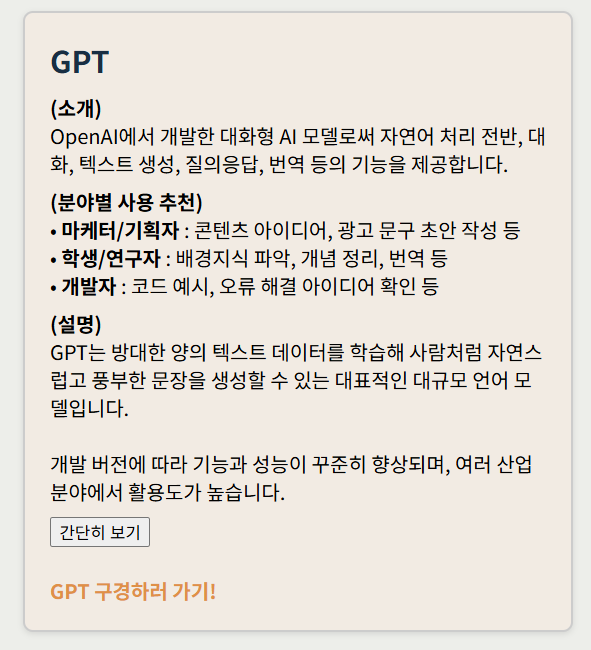 GPT
(소개)
OpenAI에서 개발한 대화형 AI 모델로써 자연어 처리 전반, 대
화, 텍스트 생성, 질의응답, 번역 등의 기능을 제공합니다.
(분야별 사용 추천)
• 마케터/기획자 : 콘텐츠 아이디어, 광고 문구 초안 작성 등
• 학생/연구자 : 배경지식 파악, 개념 정리, 번역 등
• 개발자 : 코드 예시, 오류 해결 아이디어 확인 등
(설명)
GPT는 방대한 양의 텍스트 데이터를 학습해 사람처럼 자연스
럽고 풍부한 문장을 생성할 수 있는 대표적인 대규모 언어 모
델입니다.
개발 버전에 따라 기능과 성능이 꾸준히 향상되며, 여러 산업
분야에서 활용도가 높습니다.
간단히 보기
GPT 구경하러 가기!